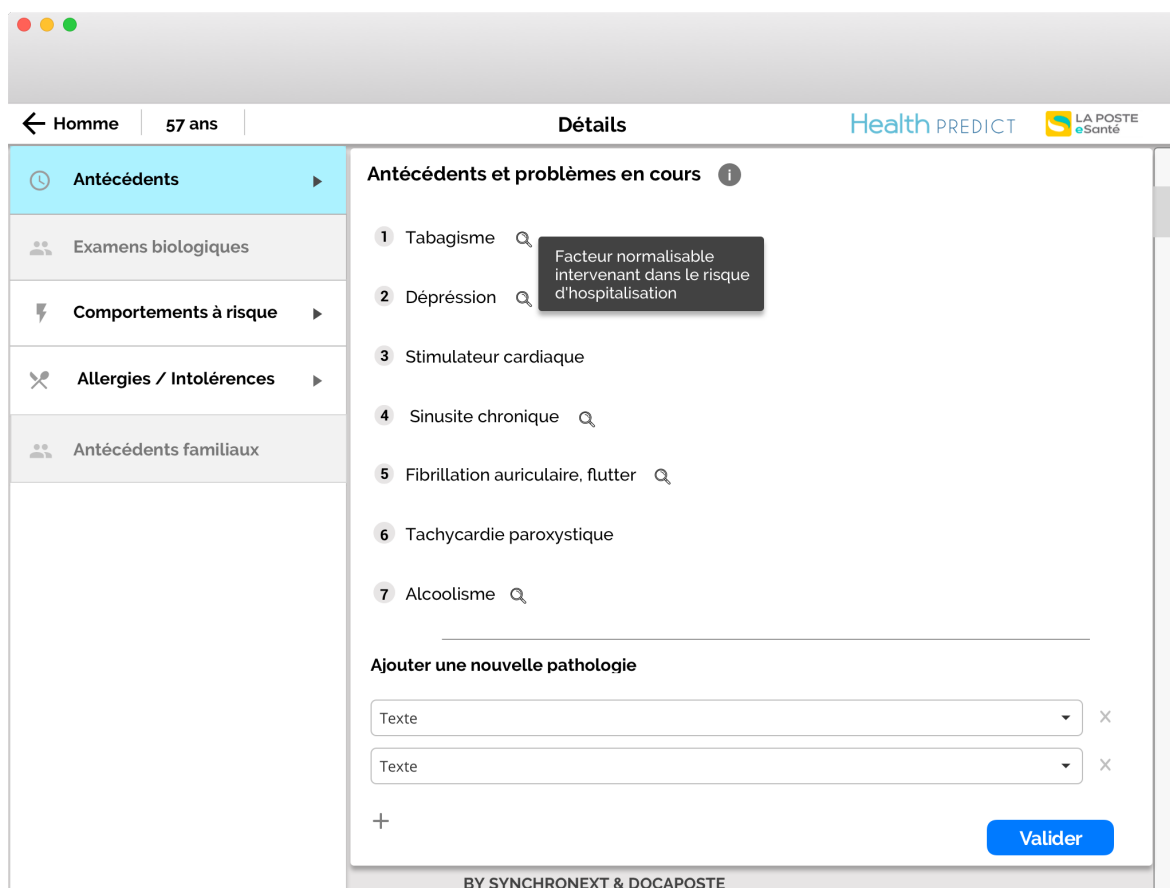 Homme
57 ans
Détails
Health PREDICT
LA POSTE
eSanté
Antécédents
Examens biologiques
Comportements à risque
Allergies / Intolérences
Antécédents familiaux
Antécédents et problèmes en cours i
1 Tabagisme
Facteur normalisable
intervenant dans le risque
d'hospitalisation
2 Dépréssion
3 Stimulateur cardiaque
4 Sinusite chronique
5 Fibrillation auriculaire, flutter
6 Tachycardie paroxystique
7 Alcoolisme
Ajouter une nouvelle pathologie
Texte
Texte
Valider
BY SYNCHRONEXT & DOCAPOSTE